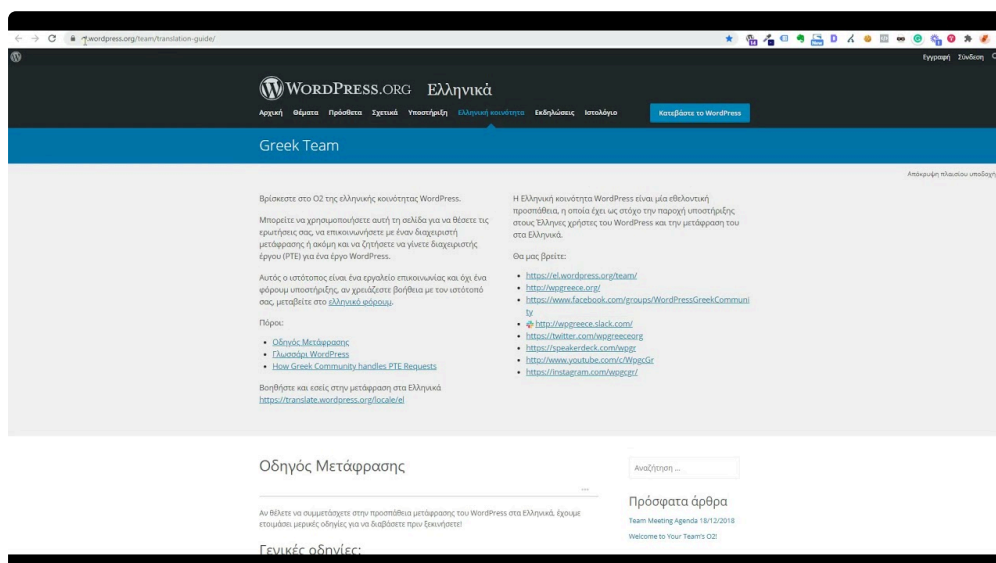 .wordpress.org/team/translation-guide/
Εγγραφή Σύνδεση
WORDPRESS.ORG Ελληνικά
Αρχική Θέματα Πρόσθετα Σχετικά Υποστήριξη Ελληνική κοινότητα Εκδηλώσεις Ιστολόγιο Κατεβάστε το WordPress
Greek Team
Απόκρυψη πλαισίου υποδοχής
Βρίσκεστε στο Ο2 της ελληνικής κοινότητας WordPress.
Μπορείτε να χρησιμοποιήσετε αυτή τη σελίδα για να θέσετε τις
ερωτήσεις σας, να επικοινωνήσετε με έναν διαχειριστή
μετάφρασης ή ακόμη και να ζητήσετε να γίνετε διαχειριστής
έργου (PTE) για ένα έργο WordPress.
Αυτός ο ιστότοπος είναι ένα εργαλείο επικοινωνίας και όχι ένα
φόρουμ υποστήριξης, αν χρειάζεστε βοήθεια με τον ιστότοπό
σας, μεταβείτε στο ελληνικό φόρουμ.
Πόροι:
Οδηγός Μετάφρασης
Γλωσσάρι WordPress
How Greek Community handles PTE Requests
Βοηθήστε και εσείς στην μετάφραση στα Ελληνικά
https://translate.wordpress.org/locale/el
Η Ελληνική κοινότητα WordPress είναι μία εθελοντική
προσπάθεια, η οποία έχει ως στόχο την παροχή υποστήριξης
στους Έλληνες χρήστες του WordPress και την μετάφραση του
στα Ελληνικά.
Θα μας βρείτε:
https://el.wordpress.org/team/
http://wpgreece.org/
https://www.facebook.com/groups/WordPressGreekCommuni
ty
http://wpgreece.slack.com/
https://twitter.com/wpgreeceorg
https://speakerdeck.com/wpgr
http://www.youtube.com/c/WpgcGr
https://instagram.com/wpgcgr/
Οδηγός Μετάφρασης
Αν θέλετε να συμμετάσχετε στην προσπάθεια μετάφρασης του WordPress στα Ελληνικά, έχουμε
ετοιμάσει μερικές οδηγίες για να διαβάσετε πριν ξεκινήσετε!
Γενικές οδηγίες:
Αναζήτηση ...
Πρόσφατα άρθρα
Team Meeting Agenda 18/12/2018
Welcome to Your Team's O2!